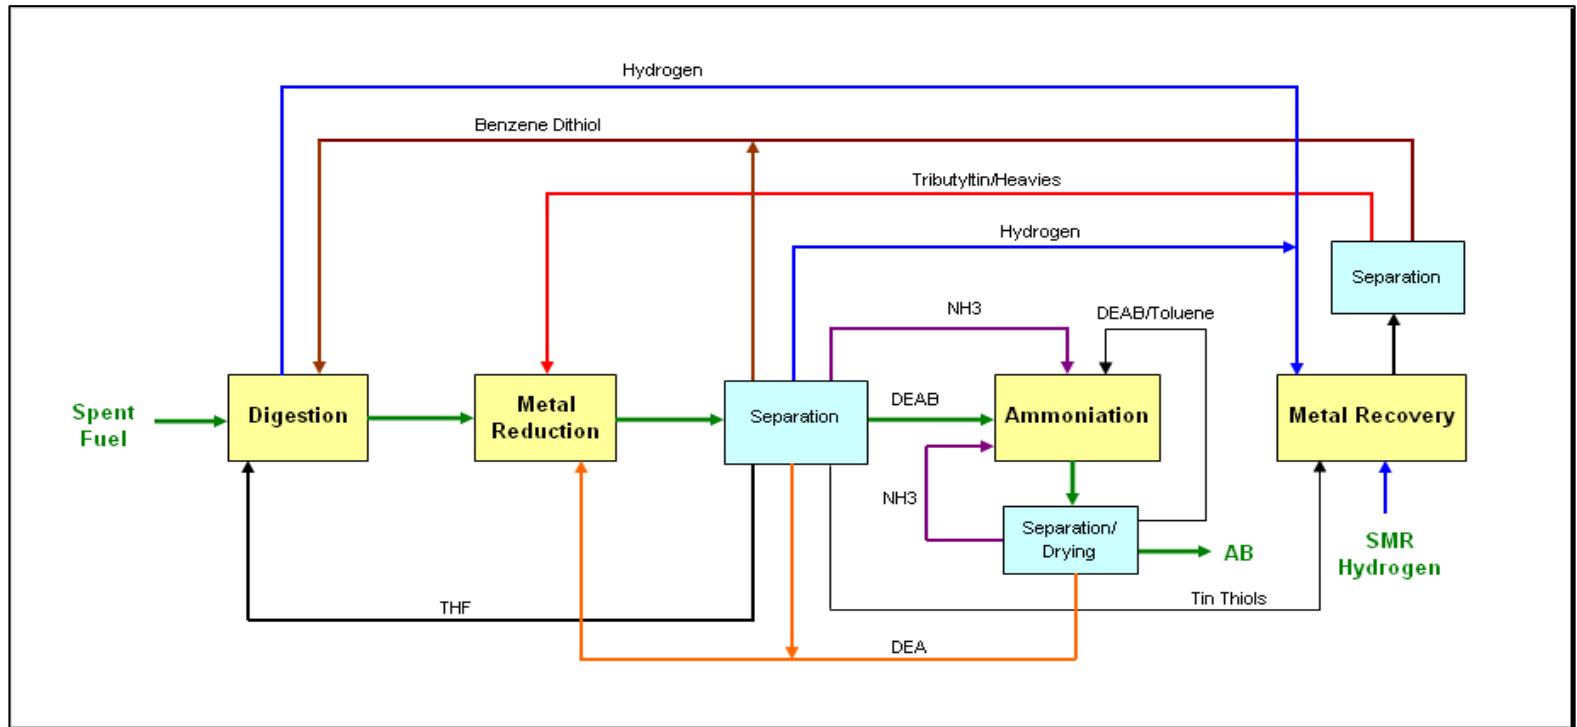 Hydrogen
Benzene Dithiol
Tributyltin/Heavies
Hydrogen
Separation
NH3
DEAB/Toluene
Spent
Fuel
Digestion
Metal
Reduction
Separation
DEAB
Ammoniation
Metal Recovery
NH3
Separation/
Drying
AB
SMR
Hydrogen
Tin Thiols
THF
DEA